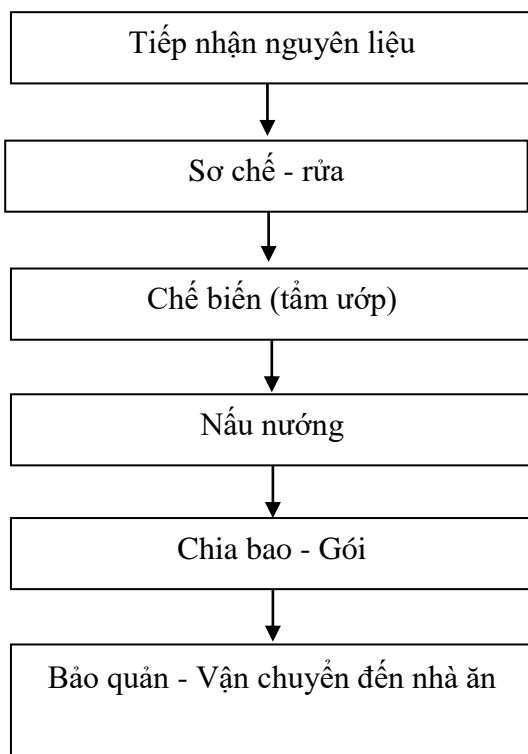 Tiếp nhận nguyên liệu
Sơ chế - rửa
Chế biến (tẩm ướp)
Nấu nướng
Chia bao - Gói
Bảo quản - Vận chuyển đến nhà ăn